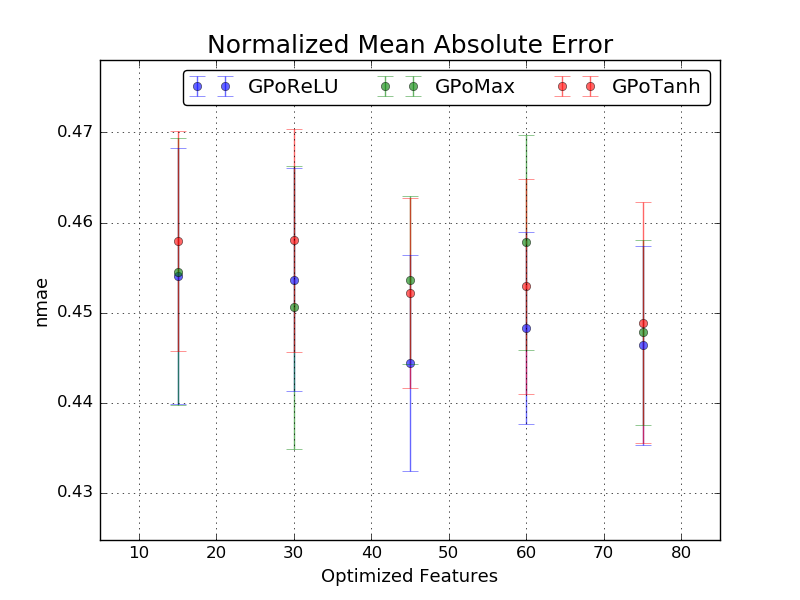 Normalized Mean Absolute Error
GPoReLU GPoMax GPoTanh
0.47
0.46
0.45
0.44
0.43
nmae
10 20 30 40 50 60 70 80
Optimized Features